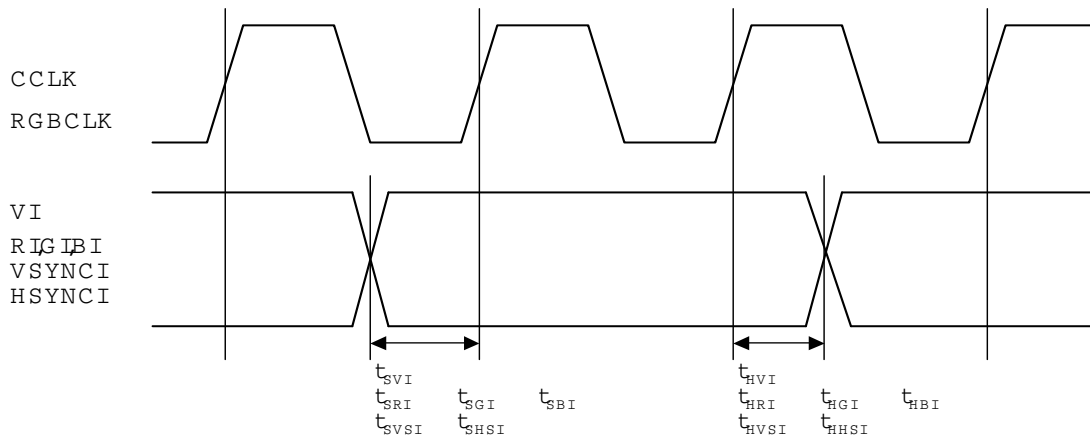 CCLK
RGBCLK
VI
RI,GI,BI
VSYNCI
HSYNCI
tSVI tHVI
tSRI tSGI tSBI tHRI tHGI tHBI
tSVSI tSHSI tHVSI tHHSI